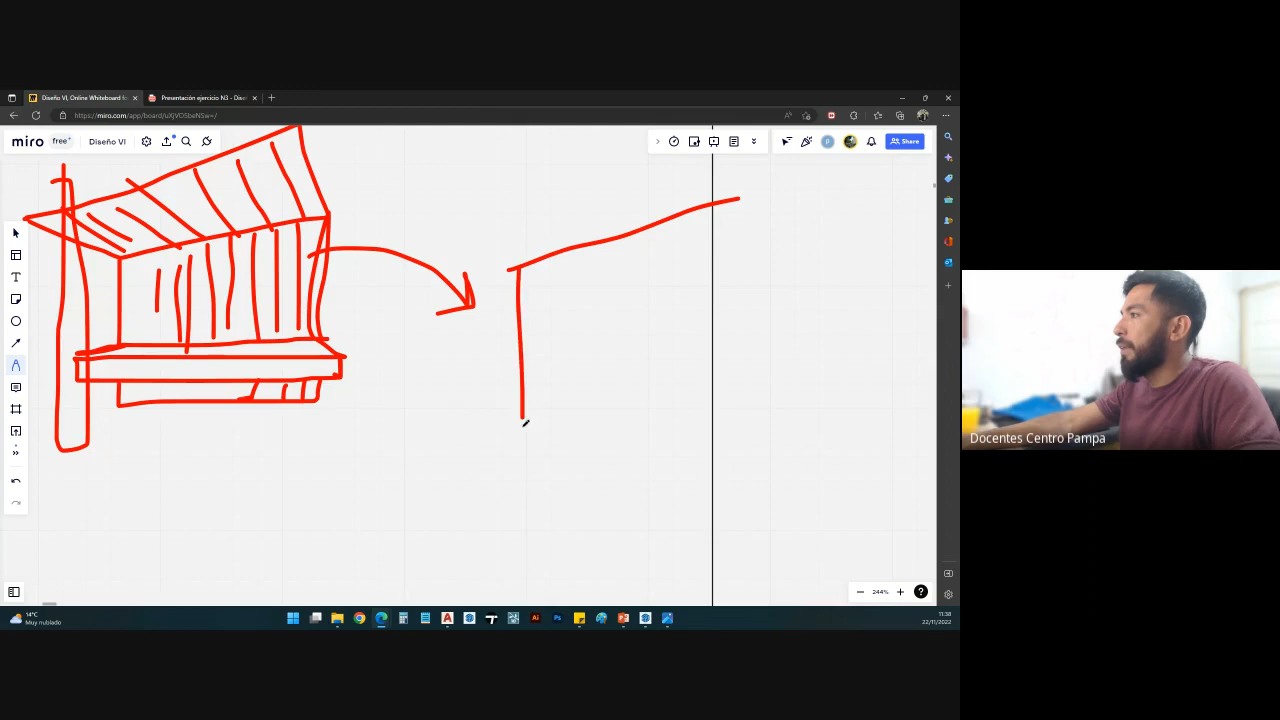 Diseño VI, Online Whiteboard fo
Presentación ejercicio N3 - Dise
https://miro.com/app/board/uXjVOSbeNSw=/
miro
free
Diseño VI
Share
Docentes Centro Pampa
244%
14°C
Muy nublado
11:38
22/11/2022